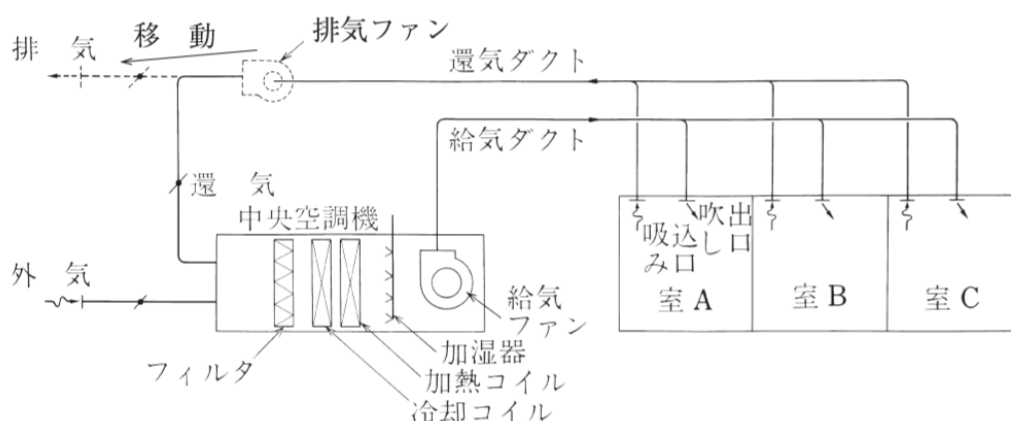 移 動
排気ファン
排 気
還気ダクト
給気ダクト
還 気
中央空調機
外 気
給気
ファン
吸込
み口
吹出
し口
室 A
室 B
室 C
加湿器
フィルタ
加熱コイル
冷却コイル